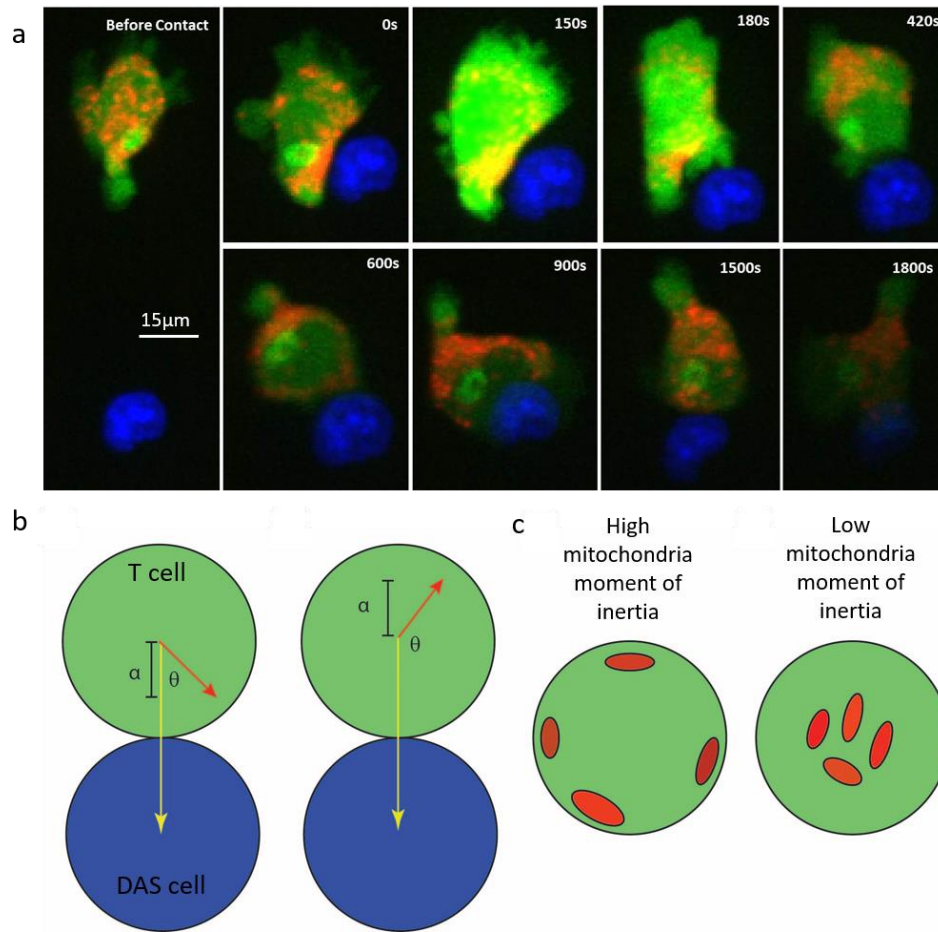 a
Before Contact
0s
150s
180s
420s
15µm
600s
900s
1500s
1800s
b
T cell
α
θ
DAS cell
α
θ
c
High
mitochondria
moment of
inertia
Low
mitochondria
moment of
inertia